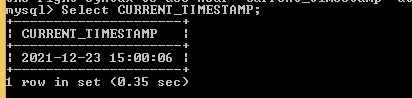 mysql> Select CURRENT_TIMESTAMP;
+---------------------+
| CURRENT_TIMESTAMP   |
+---------------------+
| 2021-12-23 15:00:06 |
+---------------------+
1 row in set (0.35 sec)